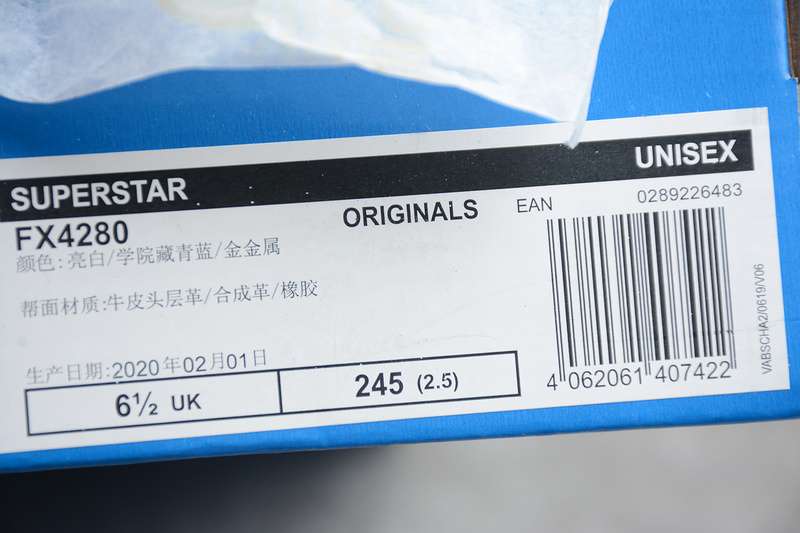 SUPERSTAR
UNISEX
FX4280
ORIGINALS
EAN
0289226483
颜色:亮白/学院藏青蓝/金金属
帮面材质:牛皮头层革/合成革/橡胶
生产日期:2020年02月01日
6½ UK
245 (2.5)
4 062061 407422
VABSCHA2/0619/V06